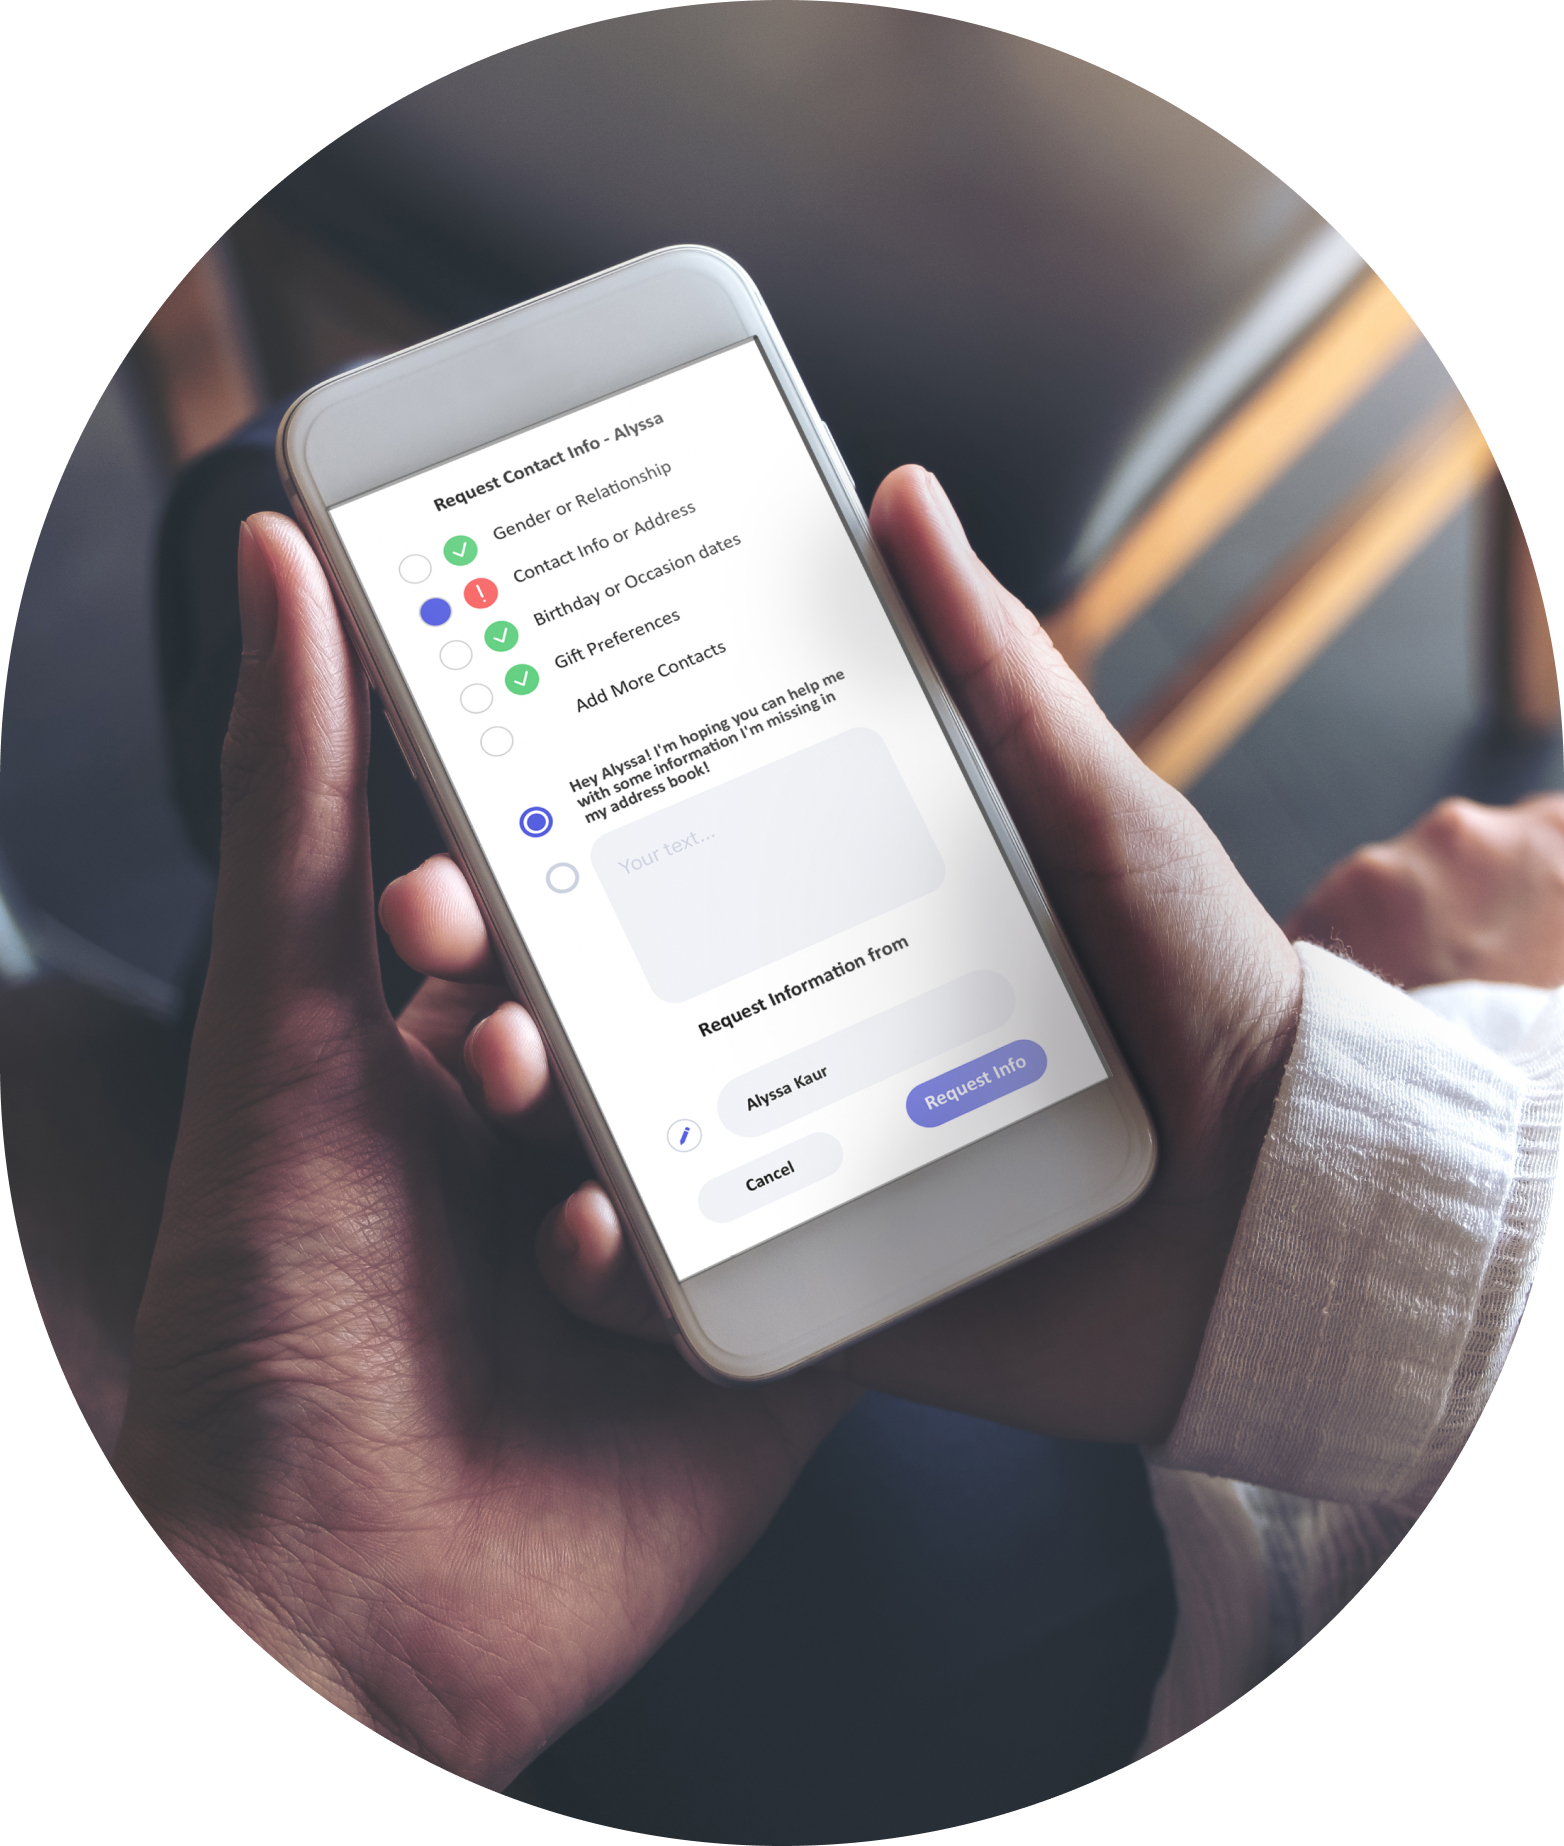 Request Contact Info - Alyssa
Gender or Relationship
Contact Info or Address
Birthday or Occasion dates
Gift Preferences
Add More Contacts
Hey Alyssa! I'm hoping you can help me
with some information I'm missing in
my address book!
Your text...
Request Information from
Alyssa Kaur
Cancel
Request Info